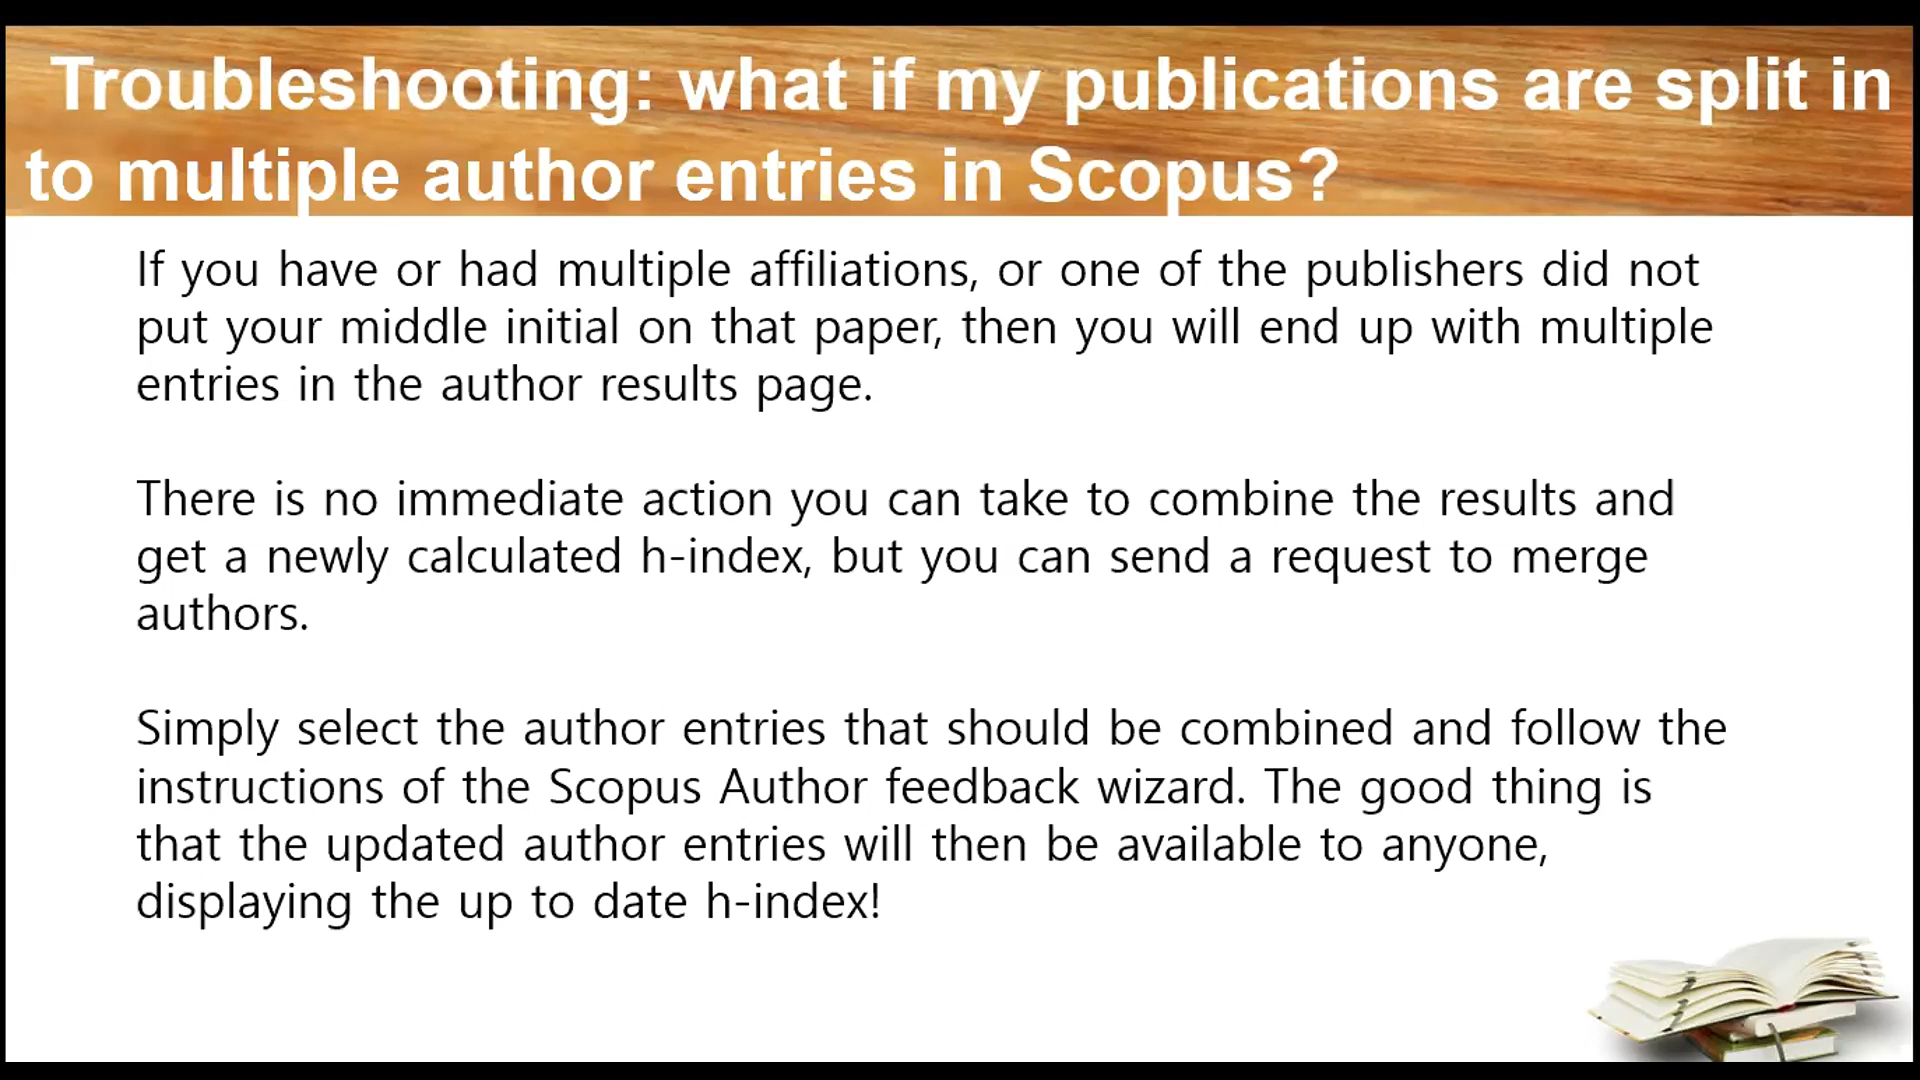 Troubleshooting: what if my publications are split in
to multiple author entries in Scopus?
If you have or had multiple affiliations, or one of the publishers did not
put your middle initial on that paper, then you will end up with multiple
entries in the author results page.
There is no immediate action you can take to combine the results and
get a newly calculated h-index, but you can send a request to merge
authors.
Simply select the author entries that should be combined and follow the
instructions of the Scopus Author feedback wizard. The good thing is
that the updated author entries will then be available to anyone,
displaying the up to date h-index!